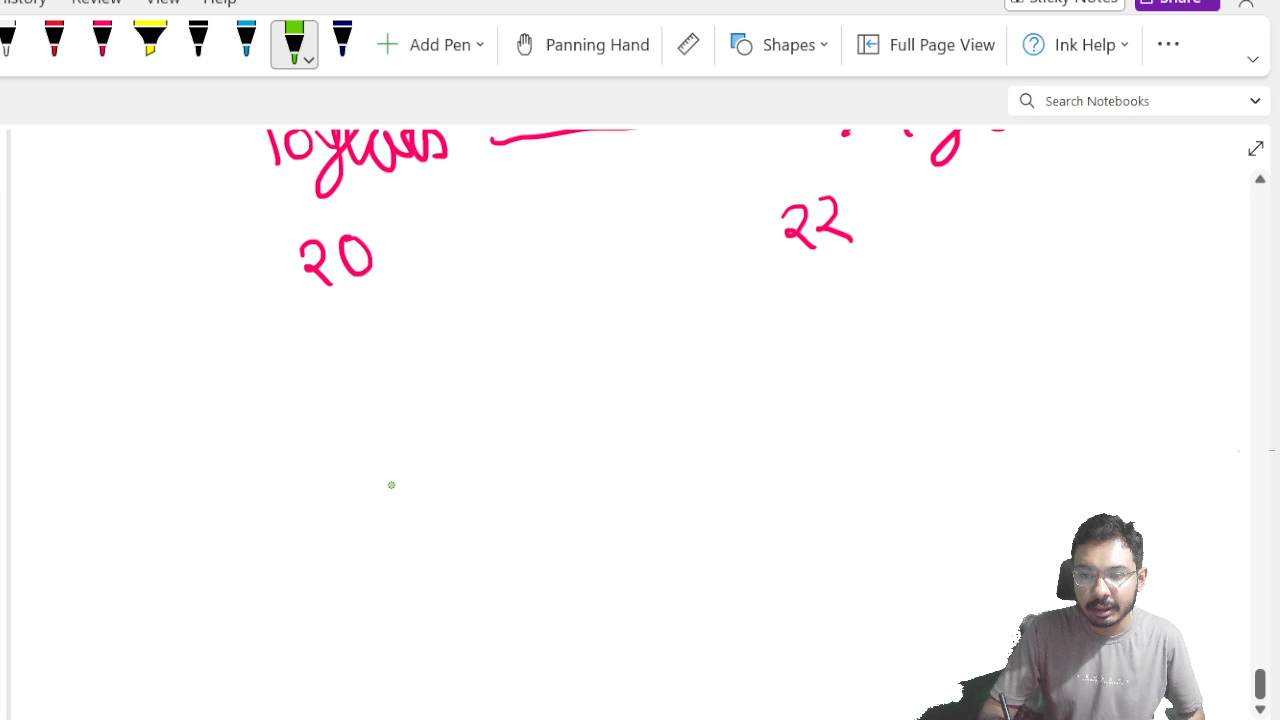 History Review View Help Sticky Notes Share
Add Pen Panning Hand Shapes Full Page View Ink Help
Search Notebooks
10years
22
20